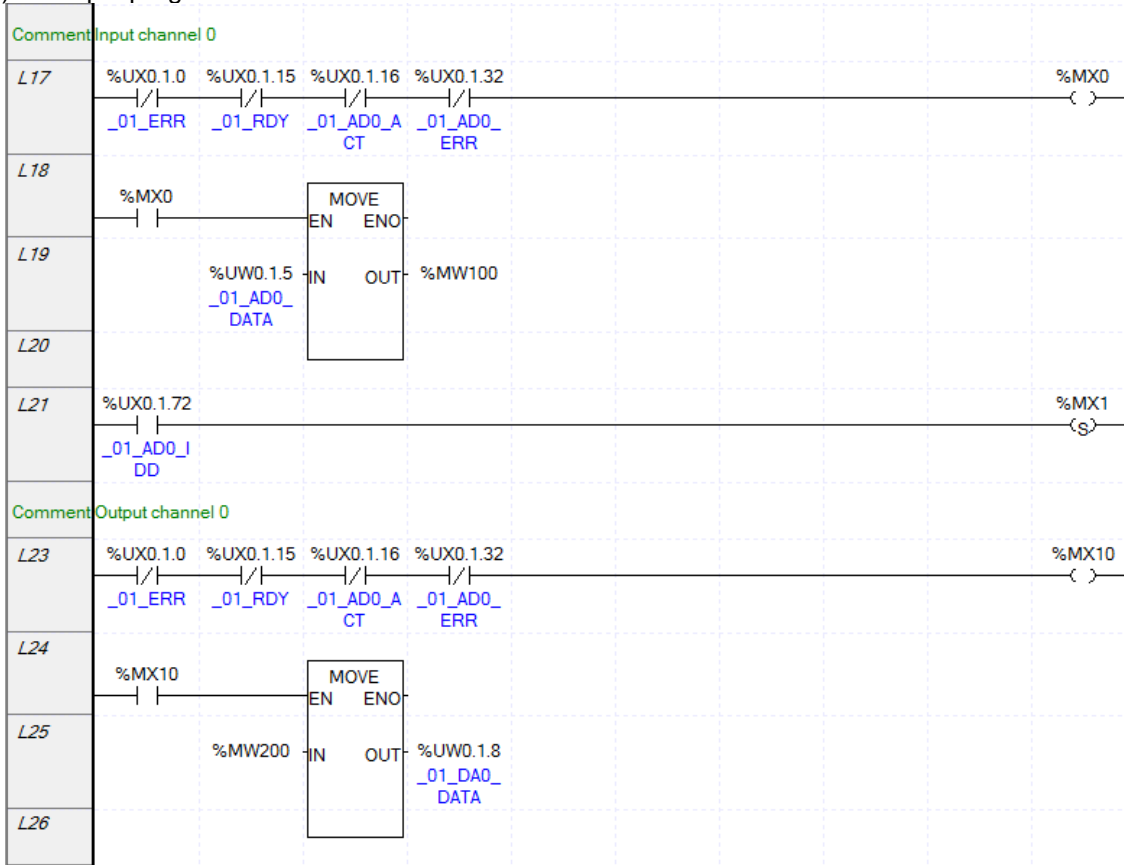 Comment Input channel 0
L17 %UX0.1.0 %UX0.1.15 %UX0.1.16 %UX0.1.32 %MX0
_01_ERR _01_RDY _01_AD0_A _01_AD0_
CT ERR
L18
%MX0 MOVE
EN ENO
L19
%UW0.1.5 IN OUT %MW100
_01_AD0_
DATA
L20
L21 %UX0.1.72 %MX1
S
_01_AD0_I
DD
Comment Output channel 0
L23 %UX0.1.0 %UX0.1.15 %UX0.1.16 %UX0.1.32 %MX10
_01_ERR _01_RDY _01_AD0_A _01_AD0_
CT ERR
L24
%MX10 MOVE
EN ENO
L25
%MW200 IN OUT %UW0.1.8
_01_DA0_
DATA
L26